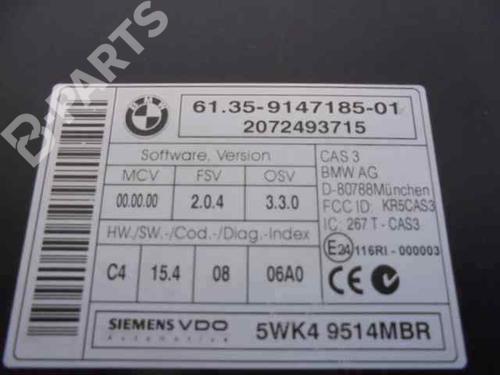 B-PARTS
BMW
61.35-9147185-01
2072493715
Software, Version
MCV FSV OSV
00.00.00 2.0.4 3.3.0
HW./SW.-/Cod.-/Diag.-Index
C4 15.4 08 06A0
CAS 3
BMW AG
D-80788München
FCC ID: KR5CAS3
IC: 267 T - CAS3
E24 116RI - 000003
CE
SIEMENS VDO
Automotive
5WK4 9514MBR